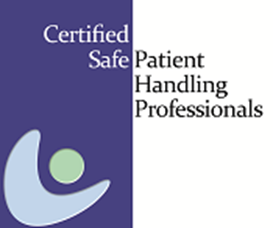 Certified
Safe Patient
Handling
Professionals